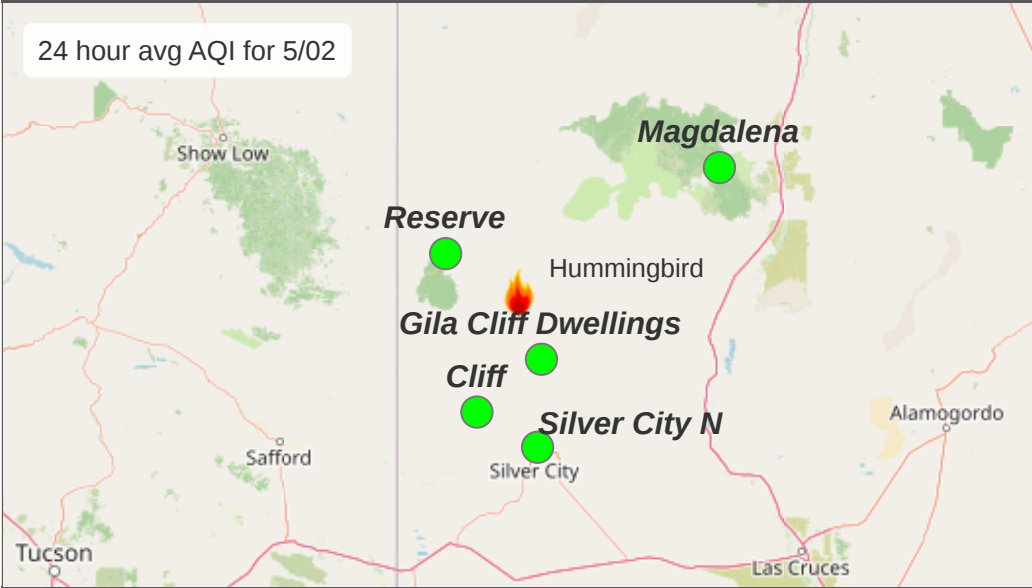 24 hour avg AQI for 5/02
Magdalena
Show Low
Reserve
Hummingbird
Gila Cliff Dwellings
Cliff
Silver City N
Alamogordo
Safford
Silver City
Tucson
Las Cruces